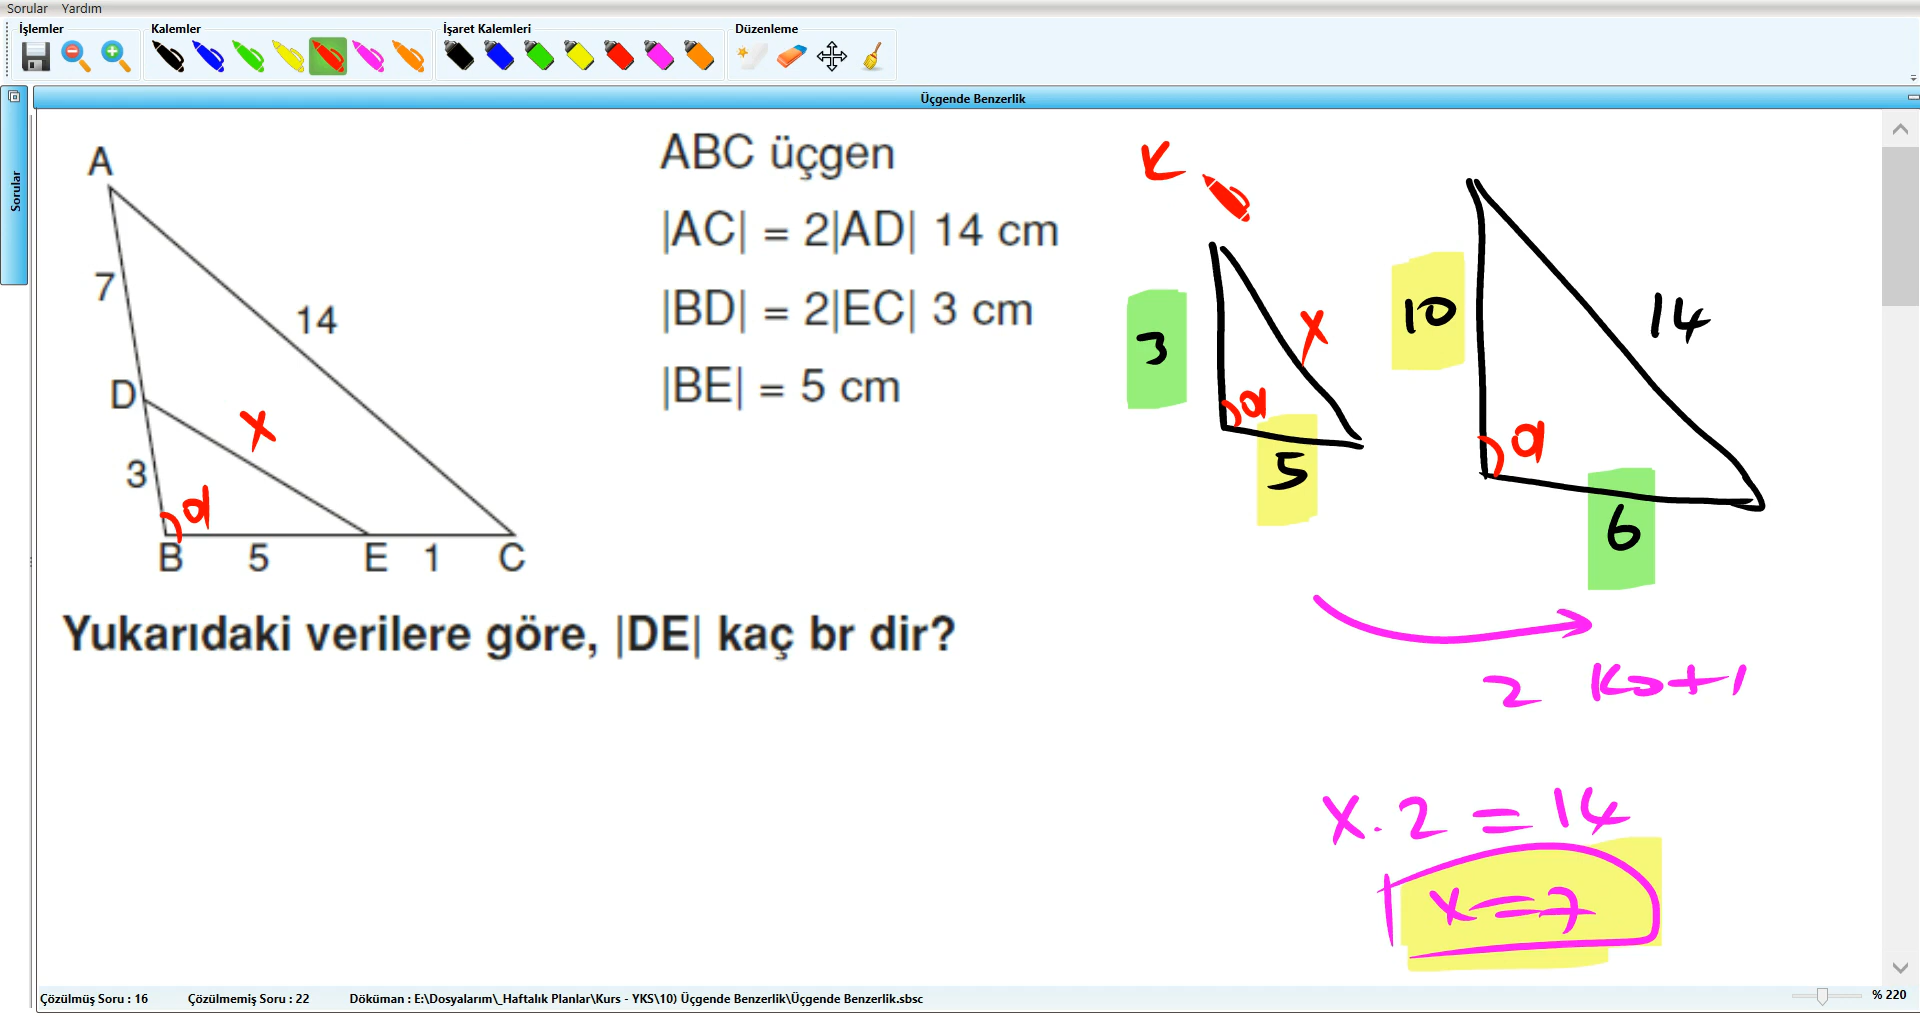 Sorular Yardım
İşlemler Kalemler İşaret Kalemleri Düzenleme
Üçgende Benzerlik
Sorular
A
7
14
D
x
3
α
B 5 E 1 C
ABC üçgen
|AC| = 2|AD| 14 cm
|BD| = 2|EC| 3 cm
|BE| = 5 cm
Yukarıdaki verilere göre, |DE| kaç br dir?
K
3
x
α
5
10
14
α
6
2 katı
x.2=14
x=7
Çözülmüş Soru : 16 Çözülmemiş Soru : 22 Döküman : E:\Dosyalarım\_Haftalık Planlar\Kurs - YKS\10) Üçgende Benzerlik\Üçgende Benzerlik.sbsc % 220